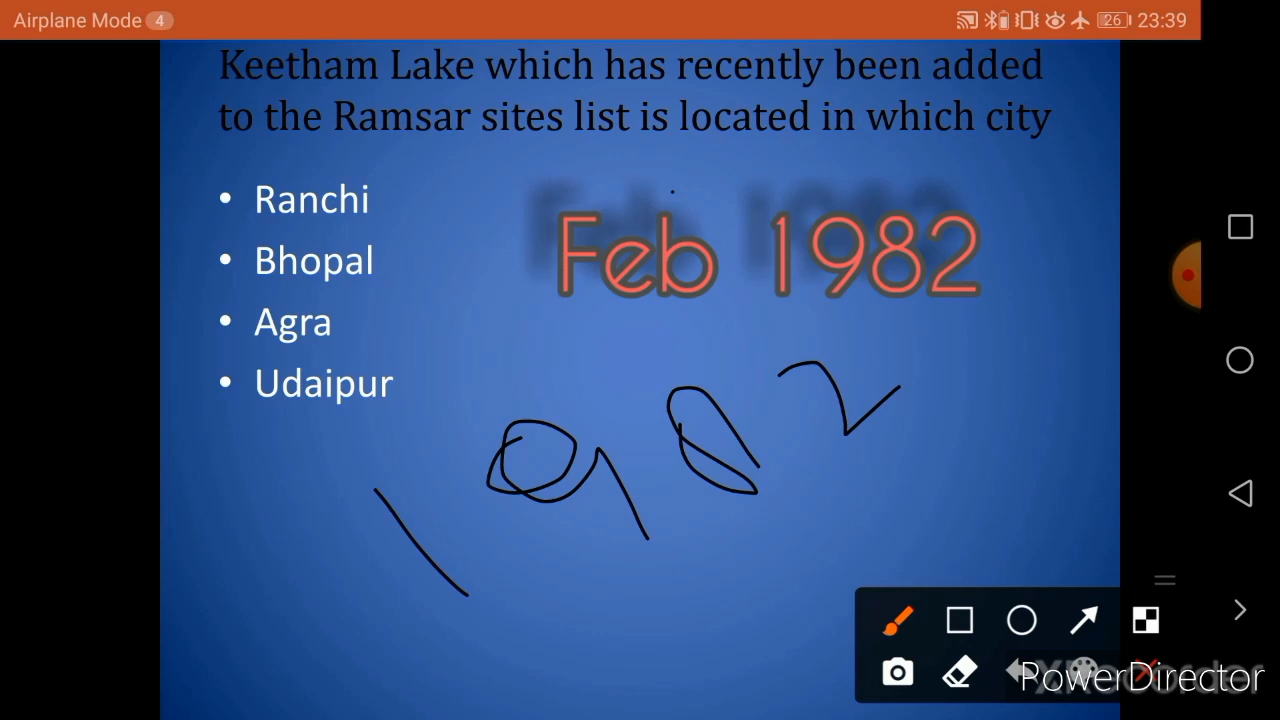 Airplane Mode 4
26 23:39
Keetham Lake which has recently been added
to the Ramsar sites list is located in which city
• Ranchi
• Bhopal
• Agra
• Udaipur
Feb 1982
1982
XRecorder
PowerDirector